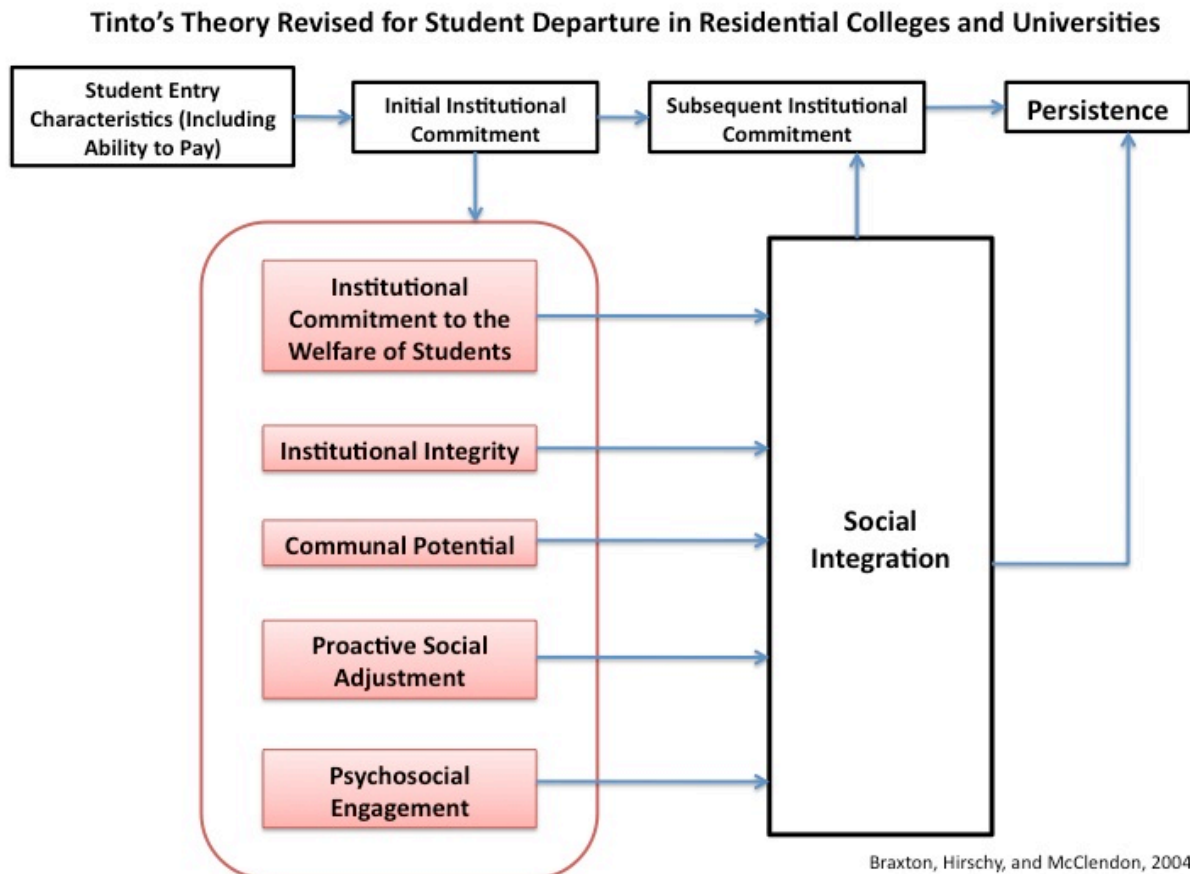 Tinto's Theory Revised for Student Departure in Residential Colleges and Universities
Student Entry
Characteristics (Including
Ability to Pay)
Initial Institutional
Commitment
Subsequent Institutional
Commitment
Persistence
Institutional
Commitment to the
Welfare of Students
Institutional Integrity
Communal Potential
Proactive Social
Adjustment
Psychosocial
Engagement
Social
Integration
Braxton, Hirschy, and McClendon, 2004